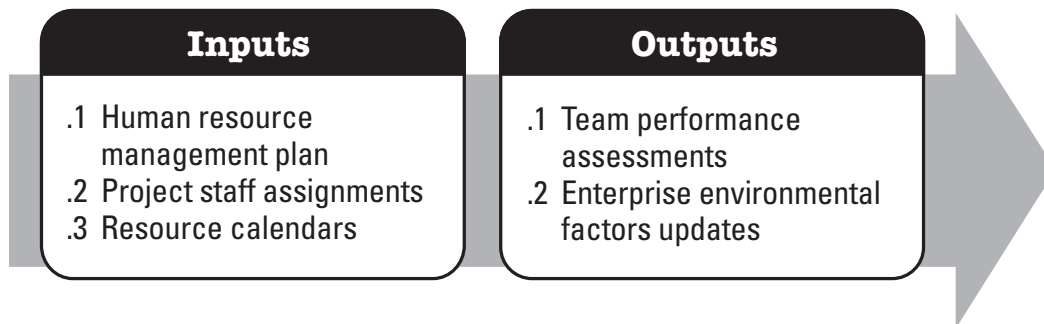 Inputs
.1 Human resource
management plan
.2 Project staff assignments
.3 Resource calendars
Outputs
.1 Team performance
assessments
.2 Enterprise environmental
factors updates